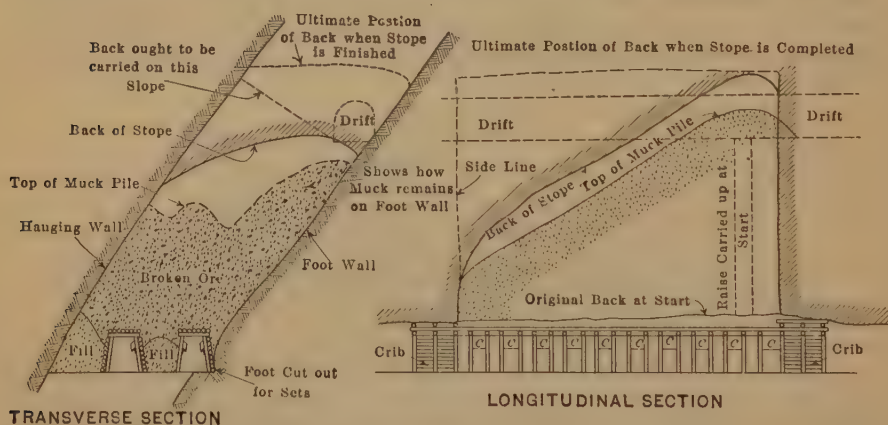 Ultimate Postion
of Back when Stope
is Finished
Back ought to be
carried on this
Slope
Drift
Back of Stope
Top of Muck Pile
Shows how
Muck remains
on Foot Wall
Hanging Wall
Foot Wall
Broken Ore
Fill
Fill
Foot Cut out
for Sets
TRANSVERSE SECTION
Ultimate Postion of Back when Stope is Completed
Drift
Drift
Side Line
Back of Stope
Top of Muck Pile
Raise Carried up at
Start
Original Back at Start
Crib
C C C C C C C C C
Crib
LONGITUDINAL SECTION